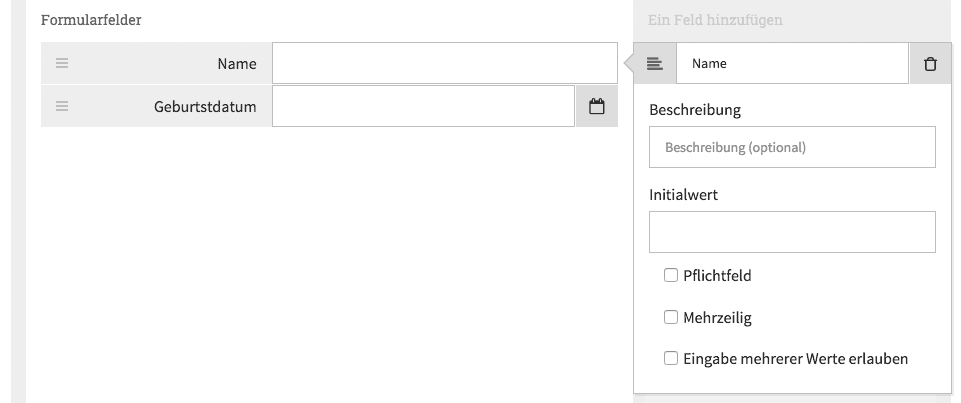 Formularfelder
Ein Feld hinzufügen
Name
Name
Geburtstdatum
Beschreibung
Beschreibung (optional)
Initialwert
Pflichtfeld
Mehrzeilig
Eingabe mehrerer Werte erlauben